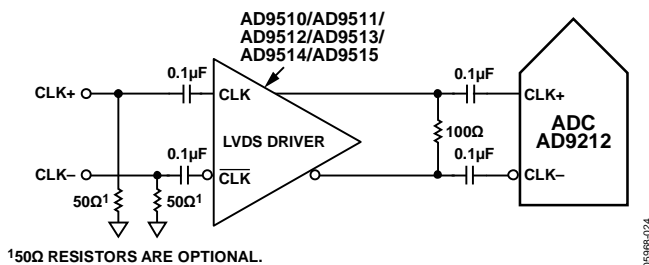 AD9510/AD9511/
AD9512/AD9513/
AD9514/AD9515
0.1µF
CLK+
CLK
LVDS DRIVER
0.1µF
CLK–
CLK
50Ω¹
50Ω¹
0.1µF
CLK+
100Ω
ADC
AD9212
0.1µF
CLK–
¹50Ω RESISTORS ARE OPTIONAL.
05968-024